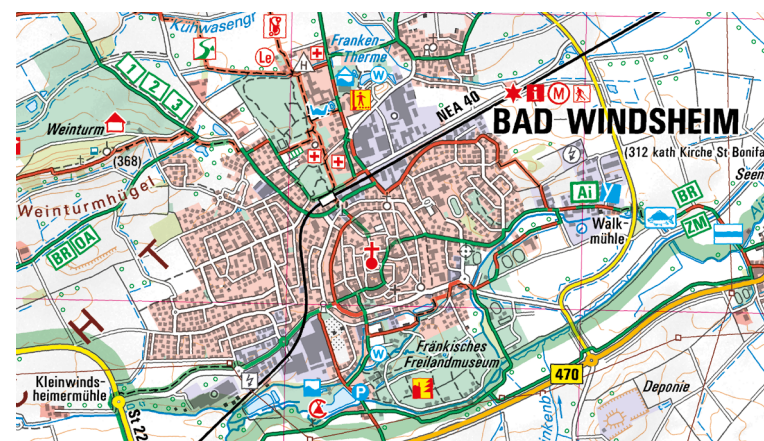 Kühwasengr
Le
H
Franken-
Therme
W
1 2 3
NEA 40
i
M
BAD WINDSHEIM
(312 kath Kirche St Bonifa
Weinturm
(368)
Seen
Weinturmhügel
Ai
BR
ZM
Walk-
mühle
BR OA
T
H
W
Fränkisches
Freilandmuseum
470
Kleinwinds-
heimermühle
P
Deponie
St 22